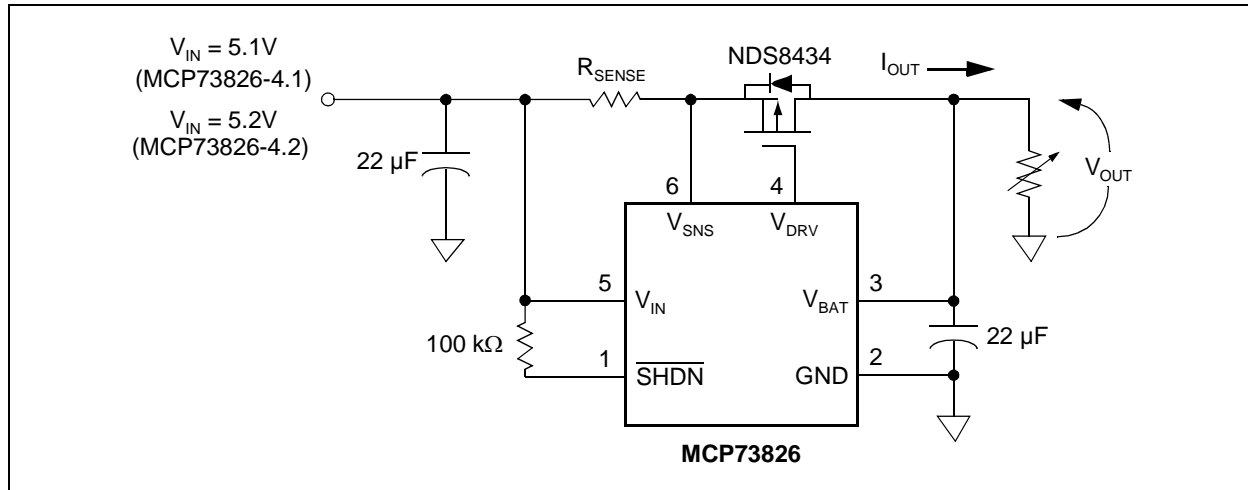 V_IN = 5.1V
(MCP73826-4.1)
V_IN = 5.2V
(MCP73826-4.2)
R_SENSE
NDS8434
I_OUT
22 µF
6
4
V_OUT
V_SNS
V_DRV
5
V_IN
V_BAT
3
100 kΩ
22 µF
1
SHDN
GND
2
MCP73826